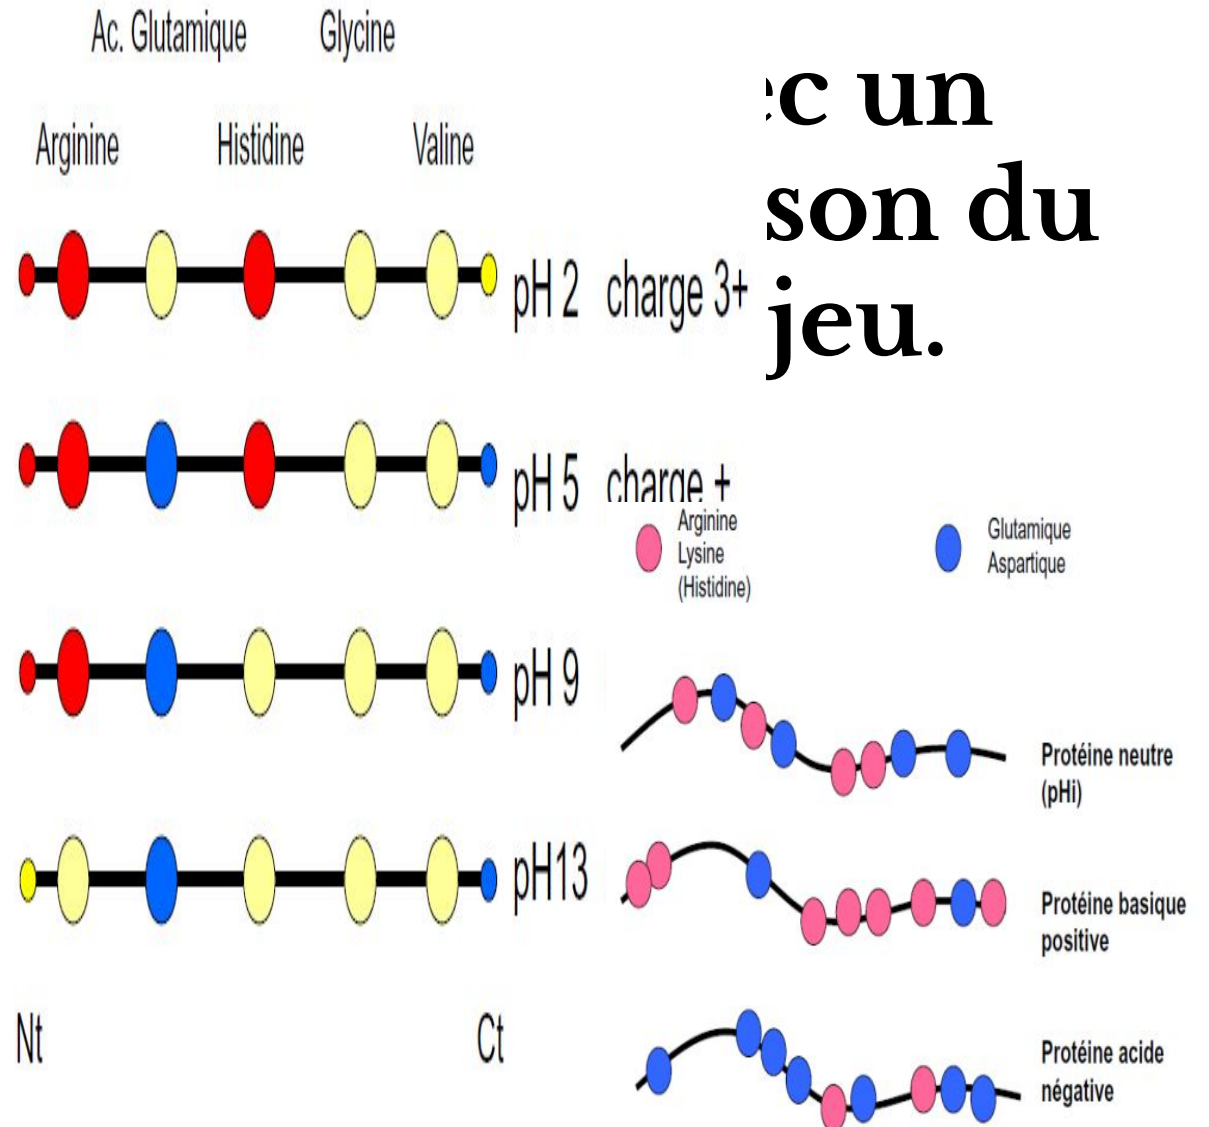 Ac. Glutamique Glycine
Arginine Histidine Valine
un
son du
jeu.
pH 2 charge 3+
pH 5 charge +
pH 9
pH13
Nt Ct
Arginine
Lysine
(Histidine)
Glutamique
Aspartique
Protéine neutre
(pHi)
Protéine basique
positive
Protéine acide
négative